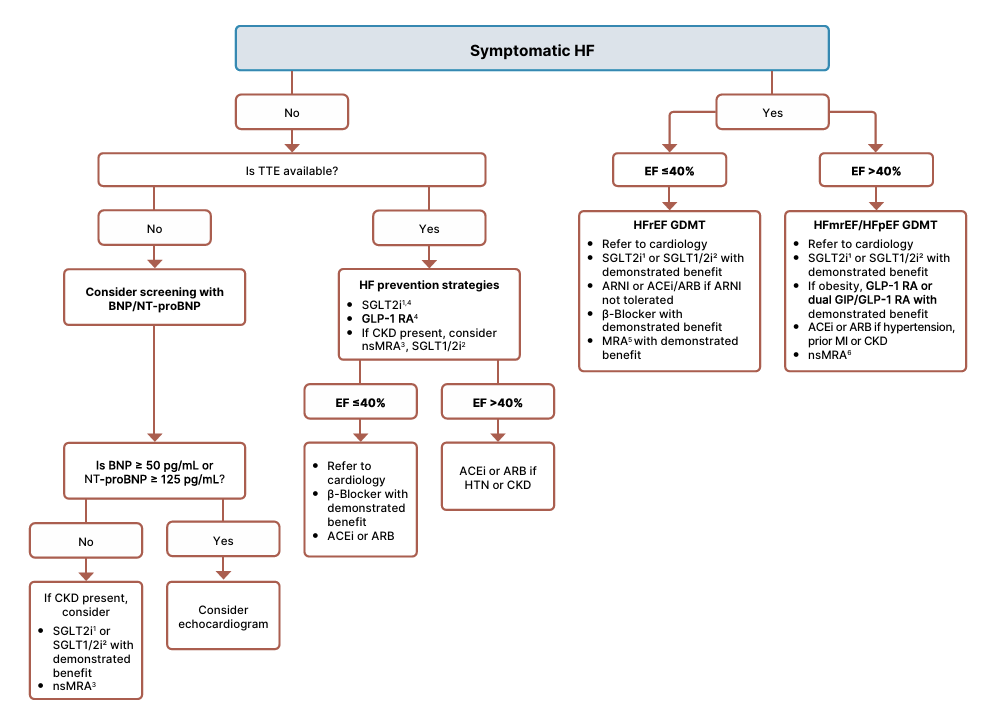 Symptomatic HF
No
Yes
Is TTE available?
EF ≤40%
EF >40%
No
Yes
HFrEF GDMT
• Refer to cardiology
• SGLT2i¹ or SGLT1/2i² with
demonstrated benefit
• ARNI or ACEi/ARB if ARNI
not tolerated
• β-Blocker with
demonstrated benefit
• MRA⁵ with demonstrated
benefit
HFmrEF/HFpEF GDMT
• Refer to cardiology
• SGLT2i¹ or SGLT1/2i² with
demonstrated benefit
• If obesity, GLP-1 RA or
dual GIP/GLP-1 RA with
demonstrated benefit
• ACEi or ARB if hypertension,
prior MI or CKD
• nsMRA⁶
Consider screening with
BNP/NT-proBNP
HF prevention strategies
• SGLT2i¹,⁴
• GLP-1 RA⁴
• If CKD present, consider
nsMRA³, SGLT1/2i²
EF ≤40%
EF >40%
Is BNP ≥ 50 pg/mL or
NT-proBNP ≥ 125 pg/mL?
• Refer to
cardiology
• β-Blocker with
demonstrated
benefit
• ACEi or ARB
ACEi or ARB if
HTN or CKD
No
Yes
If CKD present,
consider
• SGLT2i¹ or
SGLT1/2i² with
demonstrated
benefit
• nsMRA³
Consider
echocardiogram